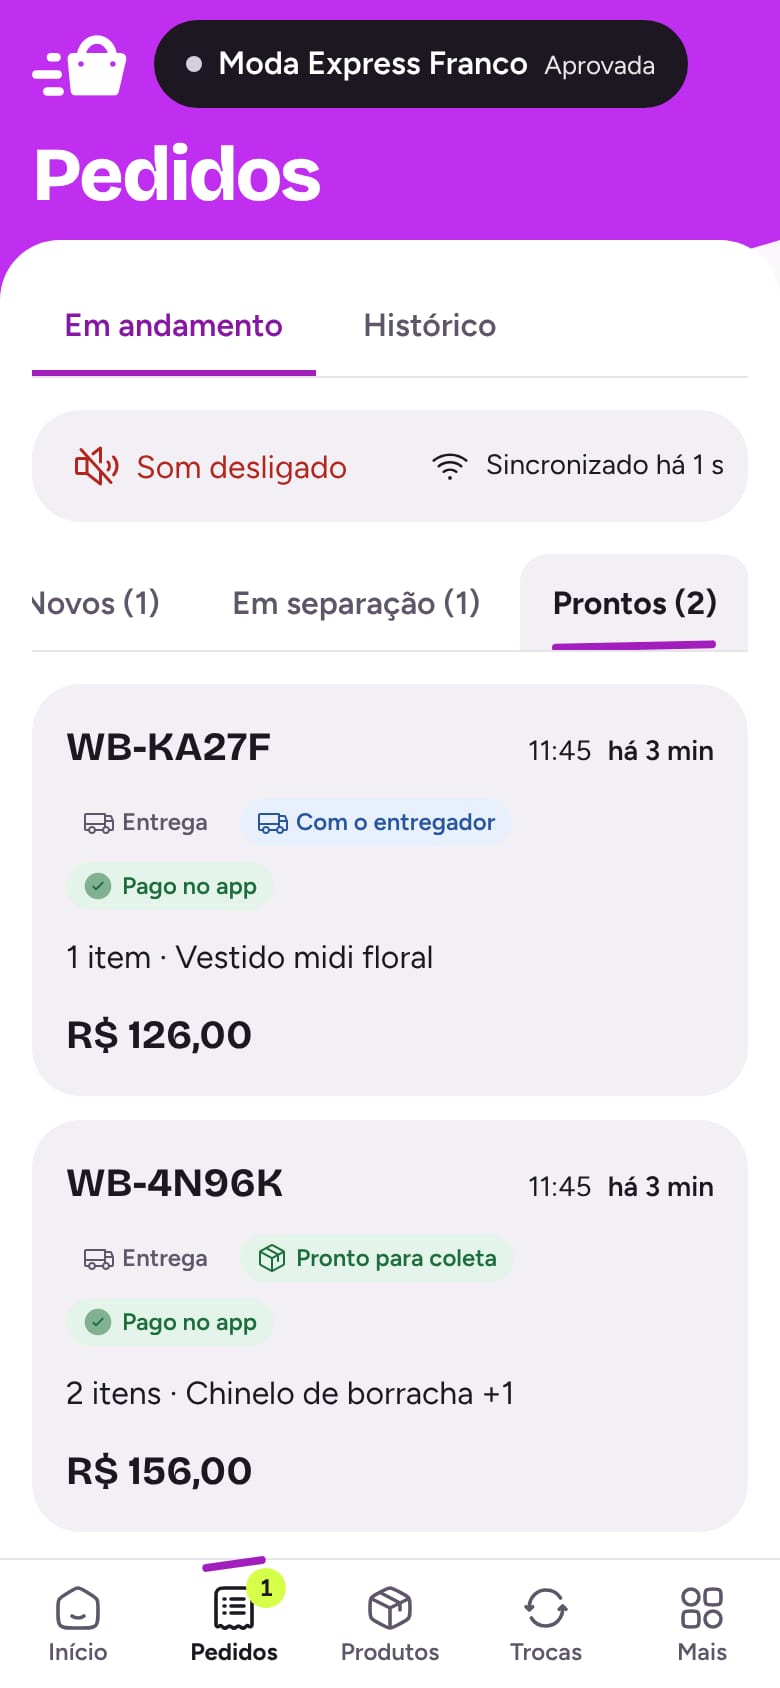 Moda Express Franco Aprovada
Pedidos
Em andamento Histórico
Som desligado Sincronizado há 1 s
Novos (1) Em separação (1) Prontos (2)
WB-KA27F 11:45 há 3 min
Entrega Com o entregador
Pago no app
1 item · Vestido midi floral
R$ 126,00
WB-4N96K 11:45 há 3 min
Entrega Pronto para coleta
Pago no app
2 itens · Chinelo de borracha +1
R$ 156,00
1
Início Pedidos Produtos Trocas Mais